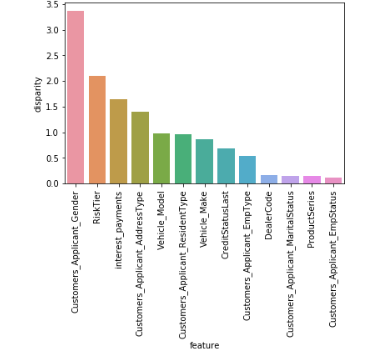 3.5
3.0
2.5
2.0
1.5
1.0
0.5
0.0
disparity
Customers_Applicant_Gender
RiskTier
interest_payments
Customers_Applicant_AddressType
Vehicle_Model
Customers_Applicant_ResidentType
Vehicle_Make
CreditStatusLast
Customers_Applicant_EmpType
DealerCode
Customers_Applicant_MaritalStatus
ProductSeries
Customers_Applicant_EmpStatus
feature